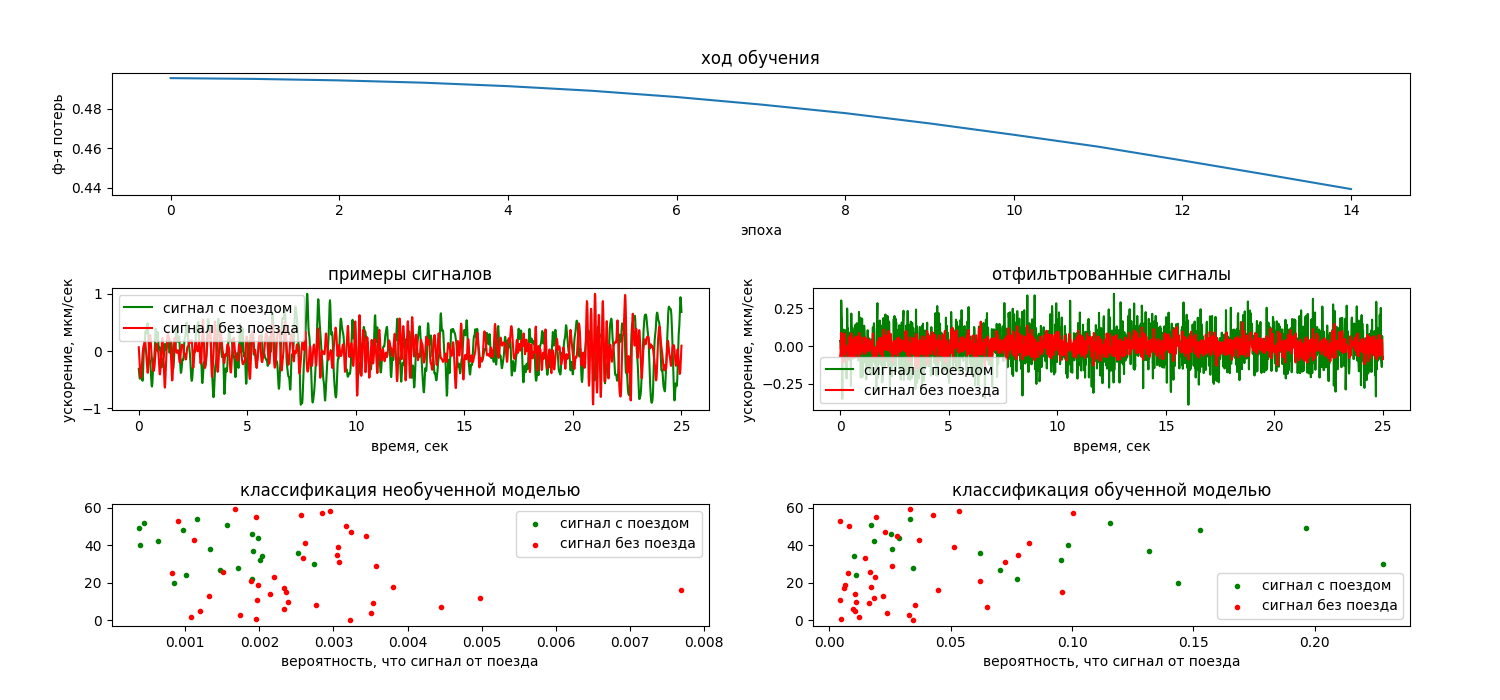 ход обучения
ф-я потерь
0.48
0.46
0.44
0 2 4 6 8 10 12 14
эпоха
примеры сигналов
ускорение, мкм/сек
1
0
−1
сигнал с поездом
сигнал без поезда
0 5 10 15 20 25
время, сек
отфильтрованные сигналы
ускорение, мкм/сек
0.25
0.00
−0.25
сигнал с поездом
сигнал без поезда
0 5 10 15 20 25
время, сек
классификация необученной моделью
60
40
20
0
сигнал с поездом
сигнал без поезда
0.001 0.002 0.003 0.004 0.005 0.006 0.007 0.008
вероятность, что сигнал от поезда
классификация обученной моделью
60
40
20
0
сигнал с поездом
сигнал без поезда
0.00 0.05 0.10 0.15 0.20
вероятность, что сигнал от поезда